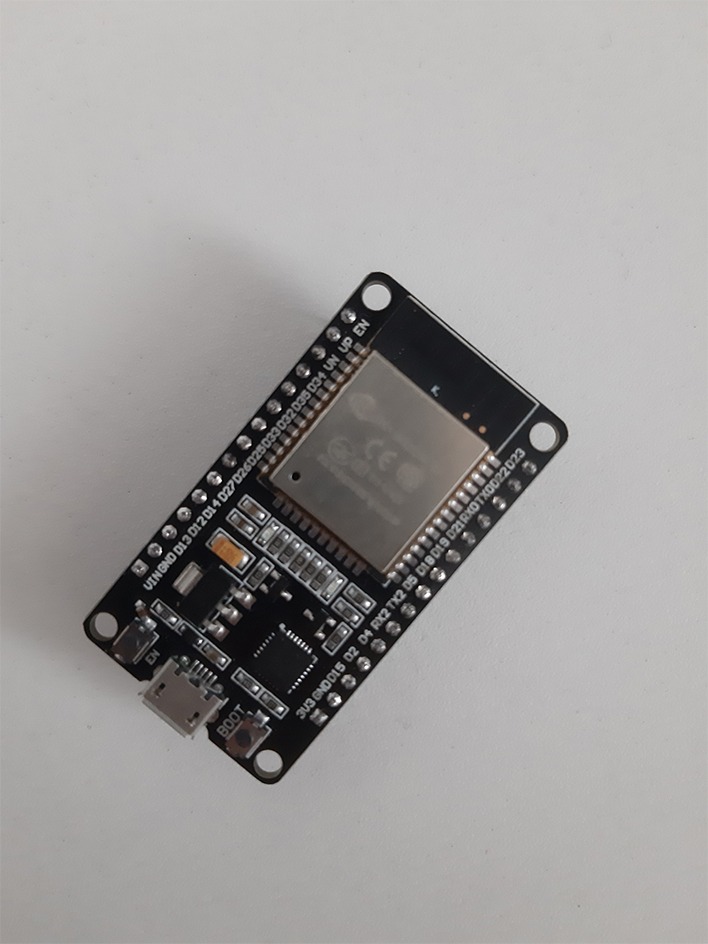 VIN GND D13 D12 D14 D27 D26 D25 D33 D32 D35 D34 VN VP EN
CE
3V3 GND D15 D2 D4 RX2 TX2 D5 D18 D19 D21 RX0 TX0 D22 D23
EN
BOOT